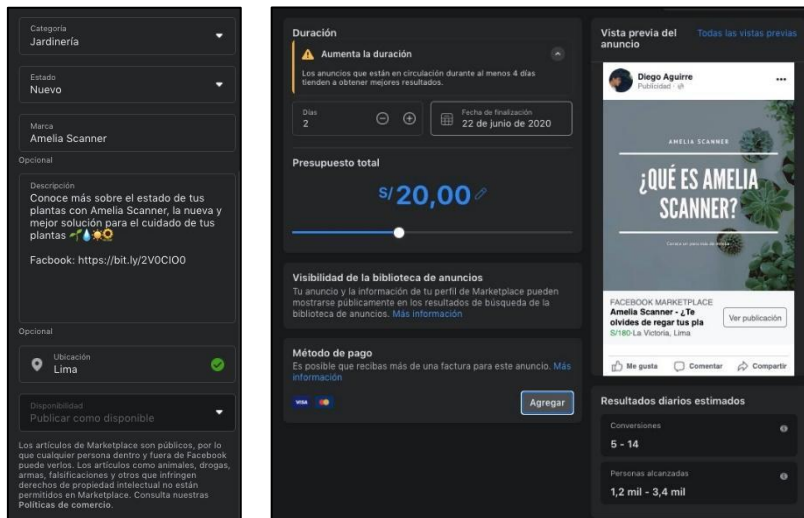 Categoría
Jardinería
Estado
Nuevo
Marca
Amelia Scanner
Opcional
Descripción
Conoce más sobre el estado de tus
plantas con Amelia Scanner, la nueva y
mejor solución para el cuidado de tus
plantas 🌱💧☀️🌻
Facbook: https://bit.ly/2V0CIO0
Opcional
Ubicación
Lima
Disponibilidad
Publicar como disponible
Los artículos de Marketplace son públicos, por lo
que cualquier persona dentro y fuera de Facebook
puede verlos. Los artículos como animales, drogas,
armas, falsificaciones y otros que infringen
derechos de propiedad intelectual no están
permitidos en Marketplace. Consulta nuestras
Políticas de comercio.
Duración
Aumenta la duración
Los anuncios que están en circulación durante al menos 4 días
tienden a obtener mejores resultados.
Días
2
Fecha de finalización
22 de junio de 2020
Presupuesto total
S/20,00
Visibilidad de la biblioteca de anuncios
Tu anuncio y la información de tu perfil de Marketplace pueden
mostrarse públicamente en los resultados de búsqueda de la
biblioteca de anuncios. Más información
Método de pago
Es posible que recibas más de una factura para este anuncio. Más
información
VISA
Agregar
Vista previa del
anuncio
Todas las vistas previas
Diego Aguirre
Publicidad
AMELIA SCANNER
¿QUÉ ES AMELIA
SCANNER?
FACEBOOK MARKETPLACE
Amelia Scanner - ¿Te
olvides de regar tus pla
S/180·La Victoria, Lima
Ver publicación
Me gusta
Comentar
Compartir
Resultados diarios estimados
Conversiones
5 - 14
Personas alcanzadas
1,2 mil - 3,4 mil